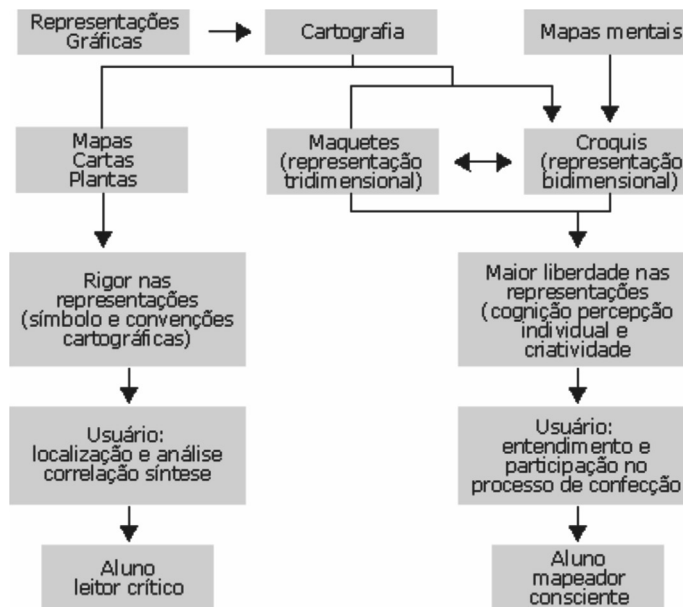 Representações
Gráficas
Cartografia
Mapas mentais
Mapas
Cartas
Plantas
Maquetes
(representação
tridimensional)
Croquis
(representação
bidimensional)
Rigor nas
representações
(símbolo e convenções
cartográficas)
Maior liberdade nas
representações
(cognição percepção
individual e
criatividade
Usuário:
localização e análise
correlação síntese
Usuário:
entendimento e
participação no
processo de confecção
Aluno
leitor crítico
Aluno
mapeador
consciente